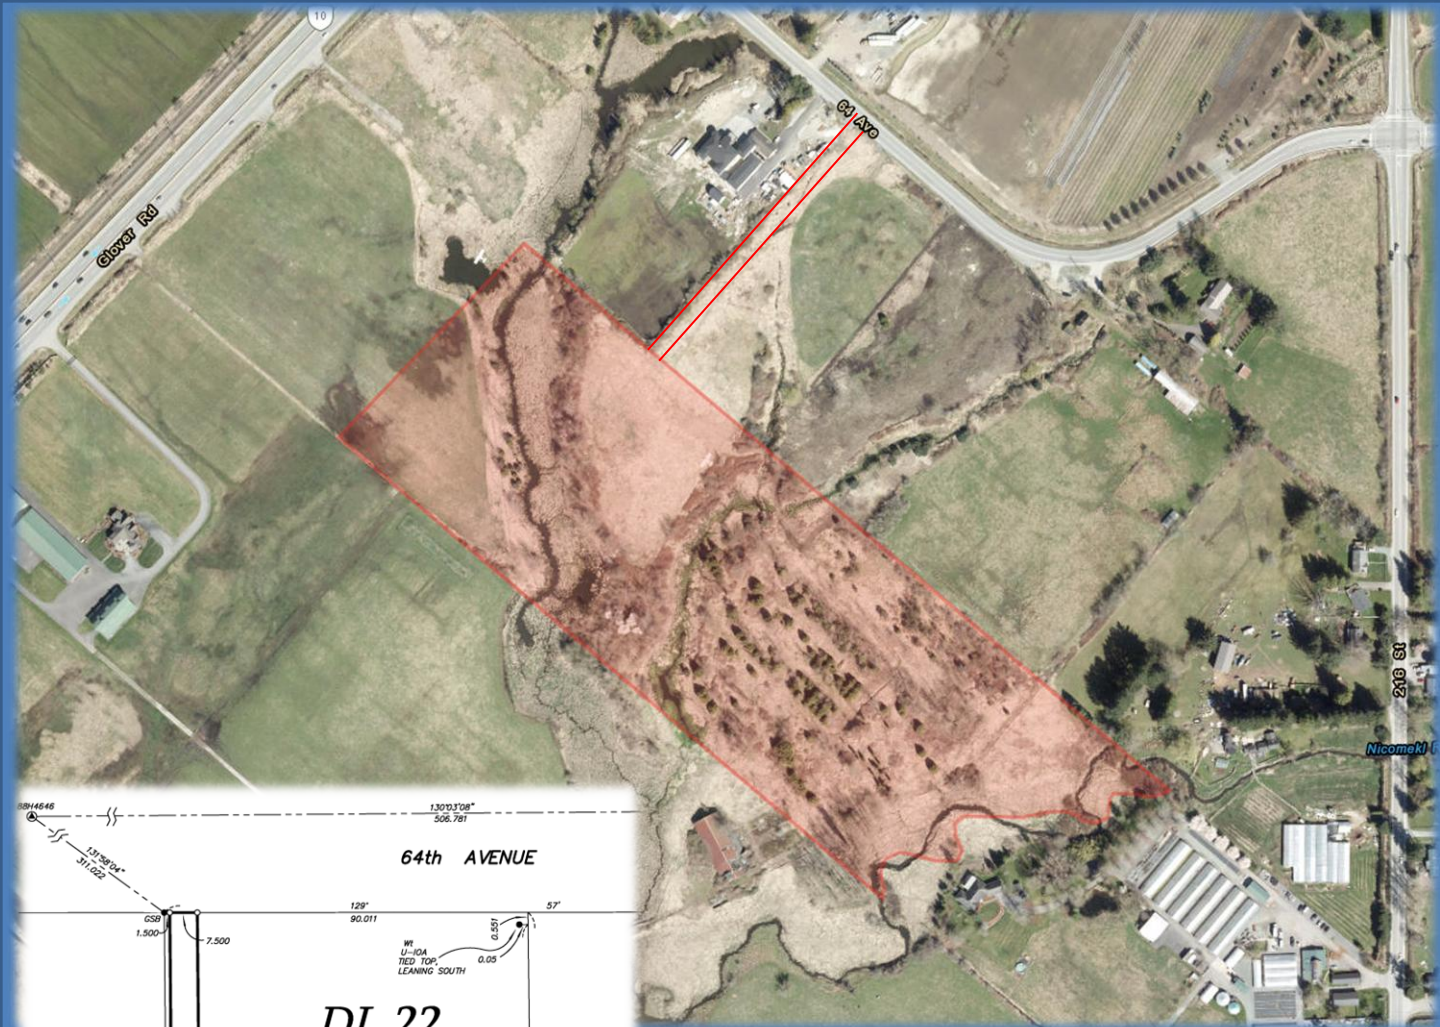 10
64 Ave
Glover Rd
216 St
Nicomekl R
88H4646
130°03'08"
506.781
131°58'04"
311.022
64th AVENUE
GSB
129°
57'
90.011
1.500
7.500
0.551
Wt
U-IOA
TIED TOP,
LEANING SOUTH
0.05
DL 22